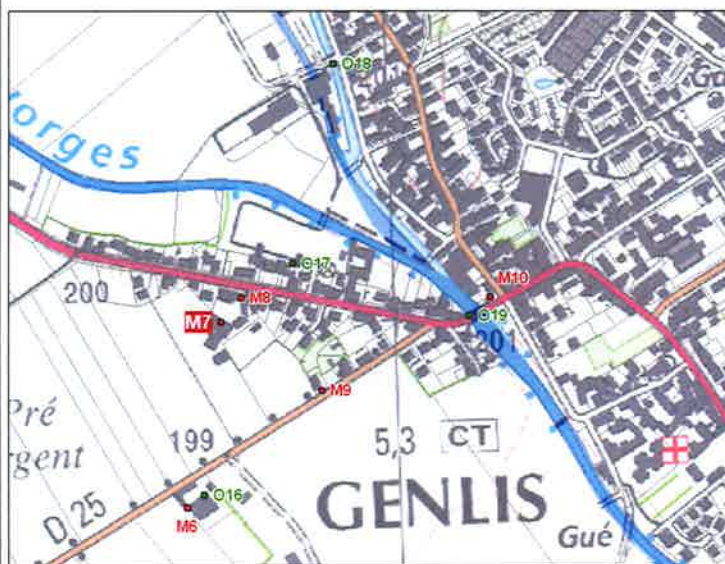 O18
orges
O17
200
M8
M10
M7
O19
201
M9
Pré
rgent
199
5,3
CT
D 25
O16
M6
GENLIS
Gué